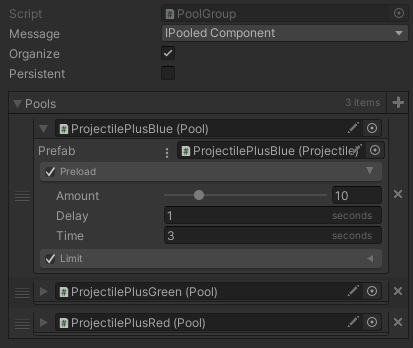 Script PoolGroup
Message IPooled Component
Organize
Persistent
Pools 3 items
ProjectilePlusBlue (Pool)
Prefab ProjectilePlusBlue (Projectile
Preload
Amount 10
Delay 1 seconds
Time 3 seconds
Limit
ProjectilePlusGreen (Pool)
ProjectilePlusRed (Pool)